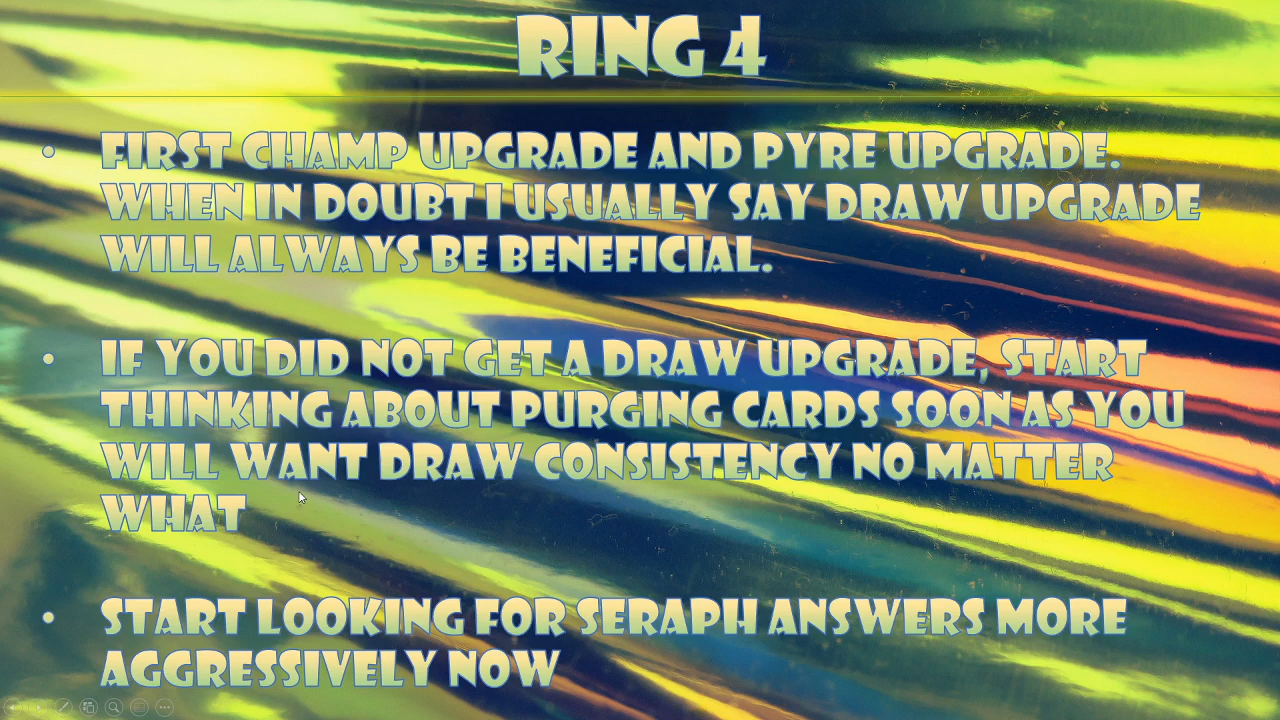 RING 4
• FIRST CHAMP UPGRADE AND PYRE UPGRADE.
WHEN IN DOUBT I USUALLY SAY DRAW UPGRADE
WILL ALWAYS BE BENEFICIAL.
• IF YOU DID NOT GET A DRAW UPGRADE, START
THINKING ABOUT PURGING CARDS SOON AS YOU
WILL WANT DRAW CONSISTENCY NO MATTER
WHAT
• START LOOKING FOR SERAPH ANSWERS MORE
AGGRESSIVELY NOW